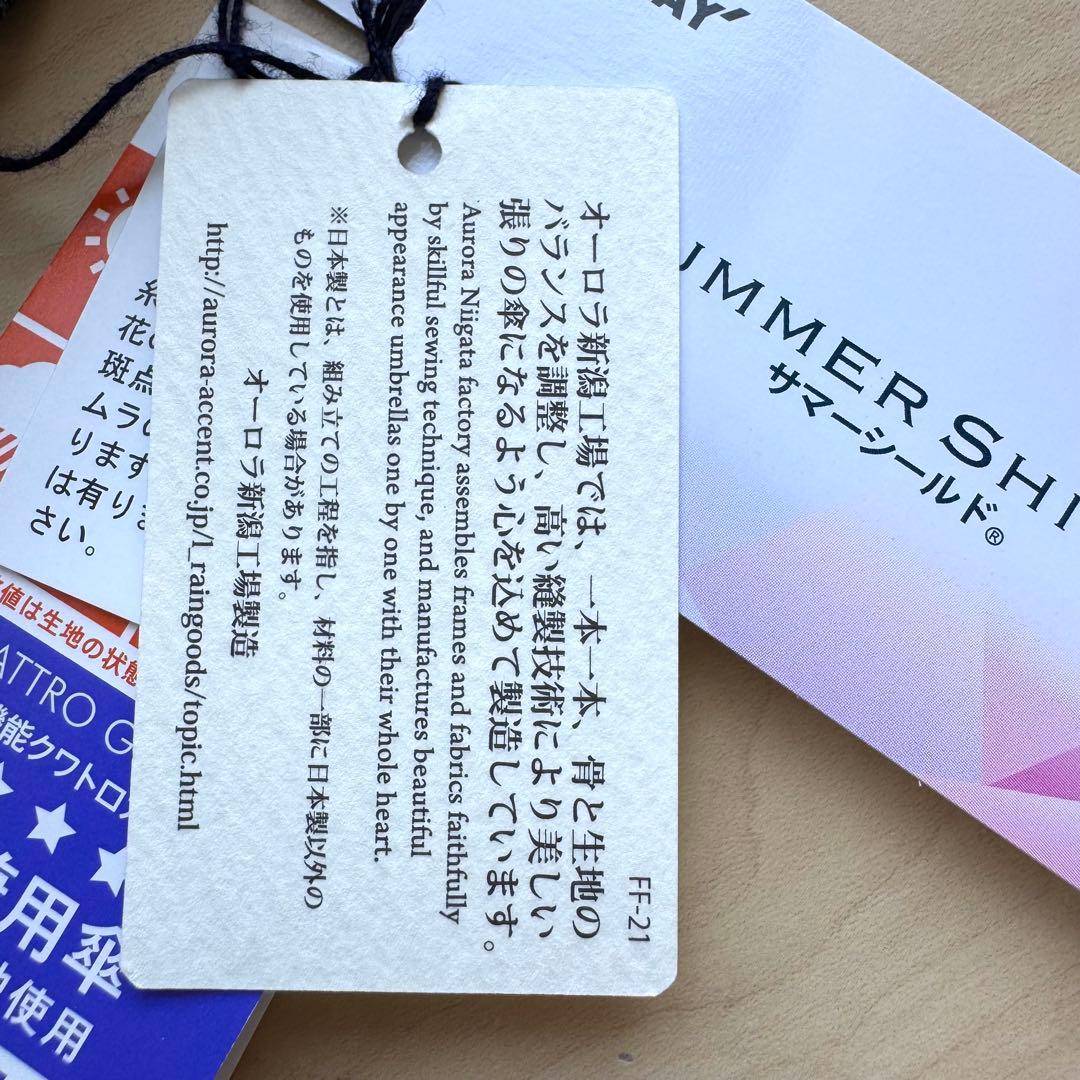 FF-21
オーロラ新潟工場では、一本一本、骨と生地の
バランスを調整し、高い縫製技術により美しい
張りの傘になるよう心を込めて製造しています。
Aurora Niigata factory assembles frames and fabrics faithfully
by skillful sewing technique, and manufactures beautiful
appearance umbrellas one by one with their whole heart.
※日本製とは、組み立ての工程を指し、材料の一部に日本製以外の
ものを使用している場合があります。
オーロラ新潟工場製造
http://aurora-accent.co.jp/1_raingoods/topic.html
AY
UMMER SHI
サマーシールド®
花
斑点
ムラ
ります
は有り
さい。
値は生地の状態
ATTRO G
機能クワトロ
用傘
使用